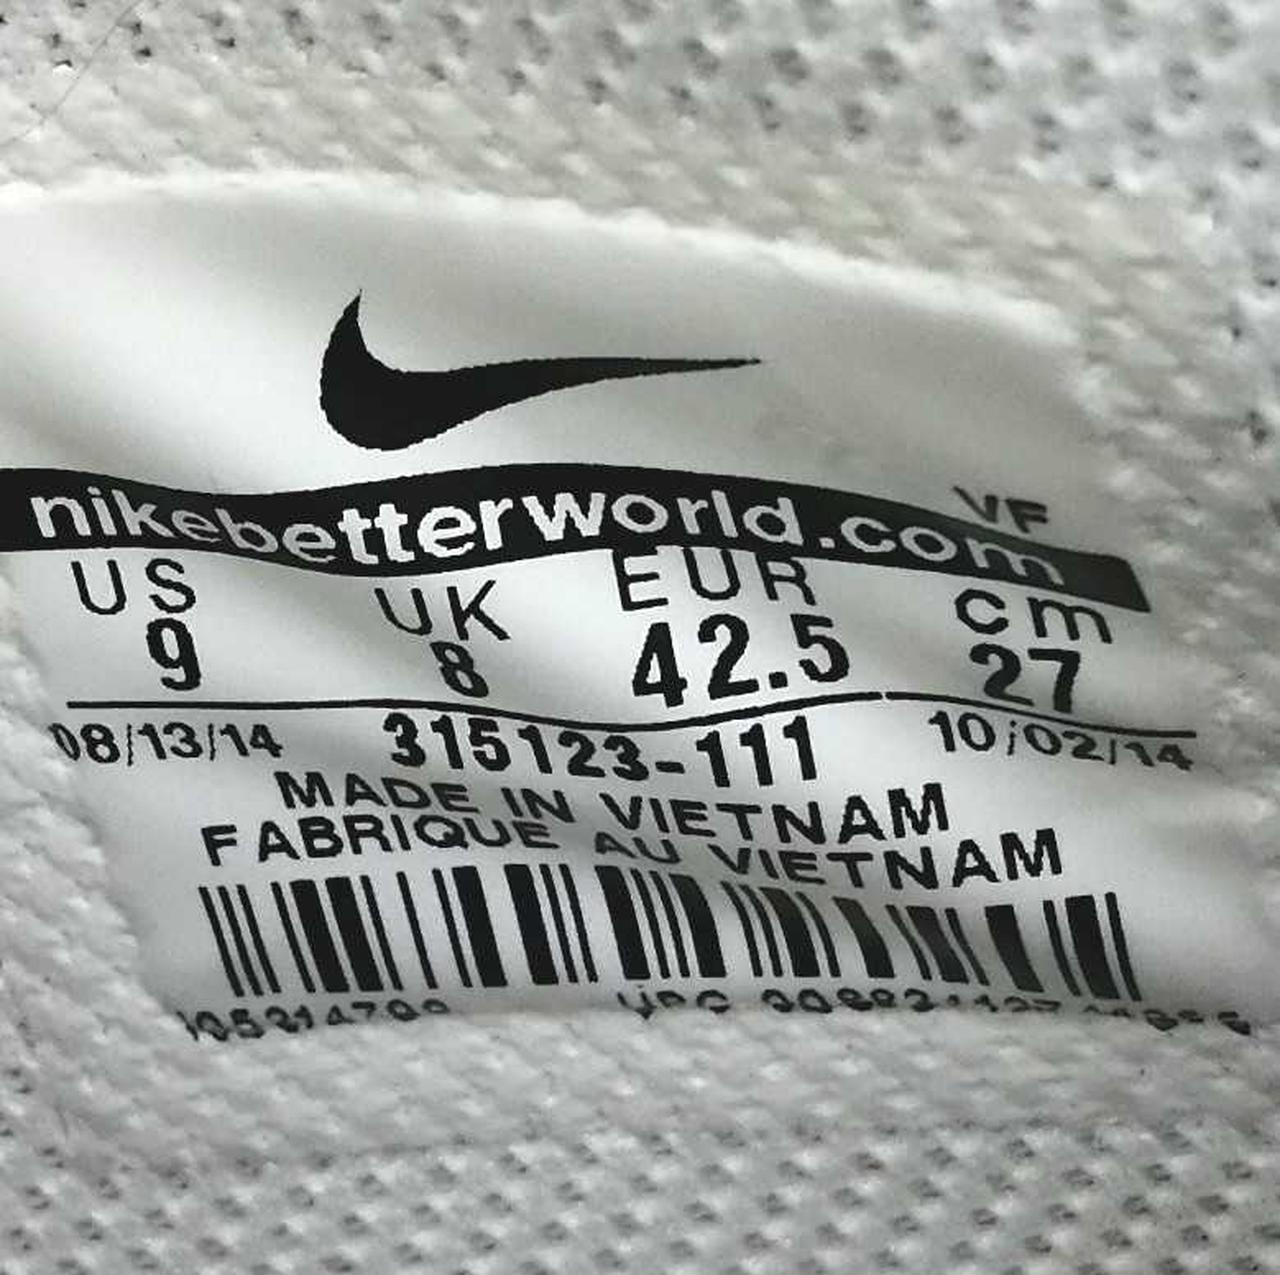 VF
nikebetterworld.com
US UK EUR cm
9 8 42.5 27
08/13/14 315123-111 10/02/14
MADE IN VIETNAM
FABRIQUE AU VIETNAM
UPC